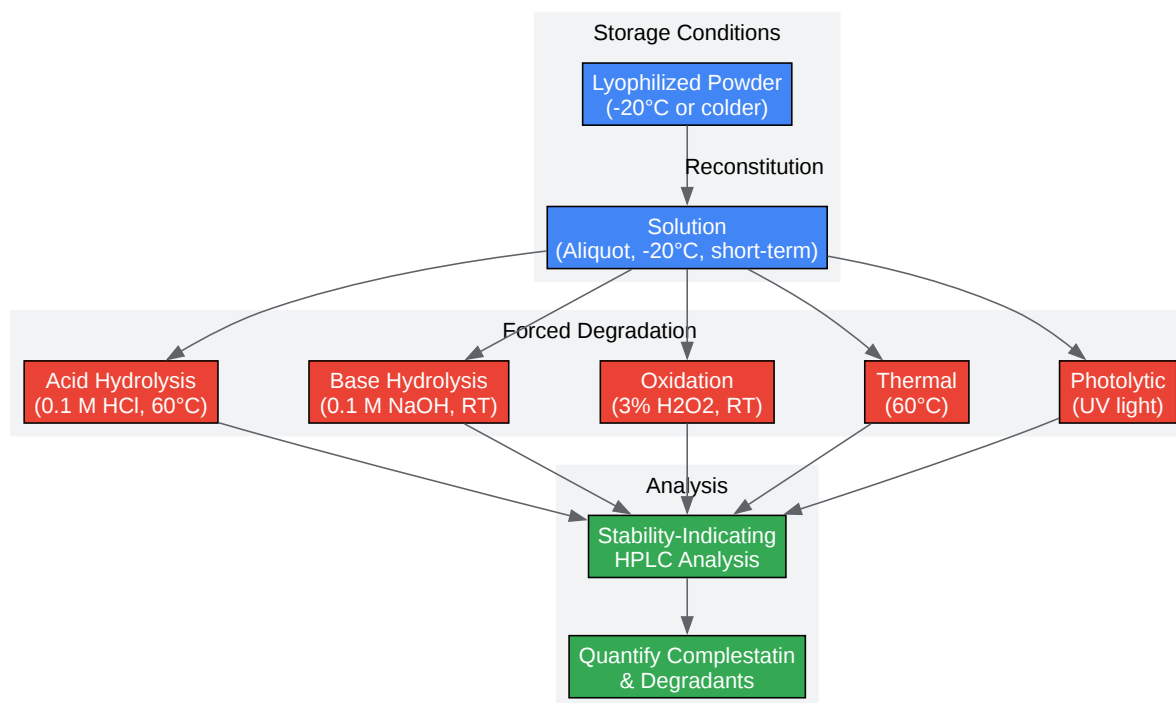 Storage Conditions
Lyophilized Powder
(-20°C or colder)
Reconstitution
Solution
(Aliquot, -20°C, short-term)
Forced Degradation
Acid Hydrolysis
(0.1 M HCl, 60°C)
Base Hydrolysis
(0.1 M NaOH, RT)
Oxidation
(3% H2O2, RT)
Thermal
(60°C)
Photolytic
(UV light)
Analysis
Stability-Indicating
HPLC Analysis
Quantify Complestatin
& Degradants